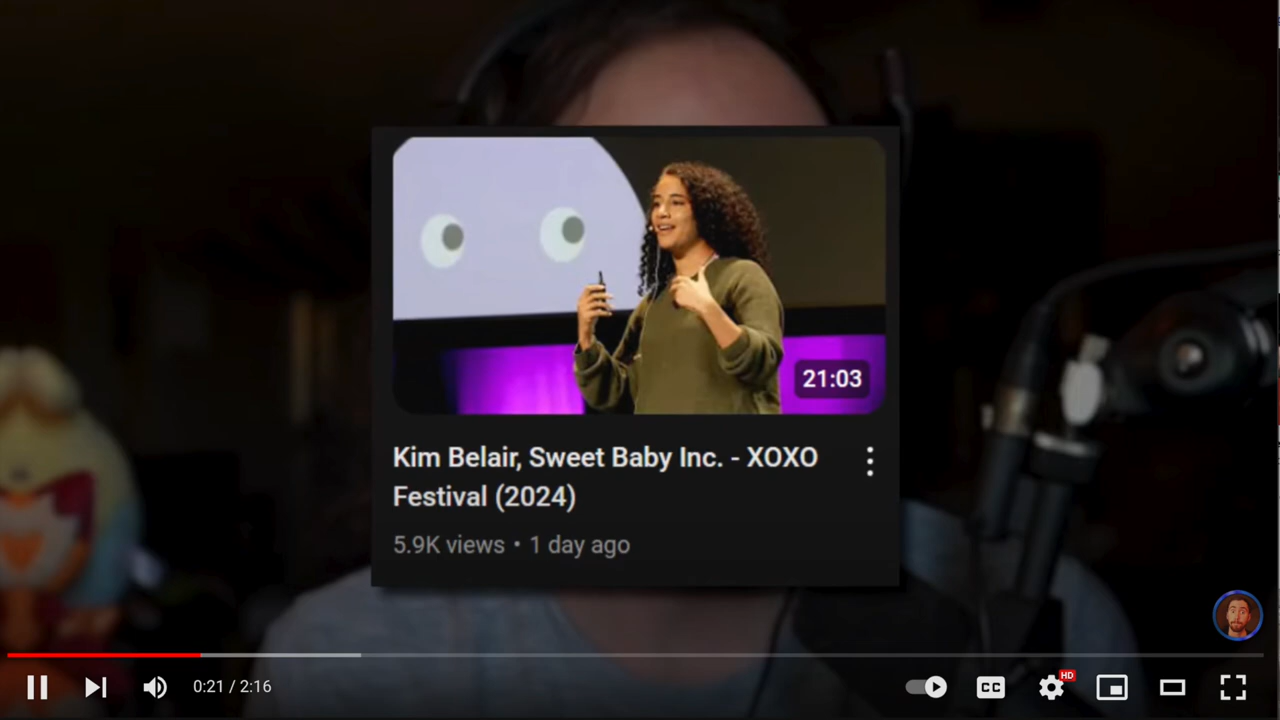 21:03
Kim Belair, Sweet Baby Inc. - XOXO
Festival (2024)
5.9K views • 1 day ago
HD
CC
0:21 / 2:16